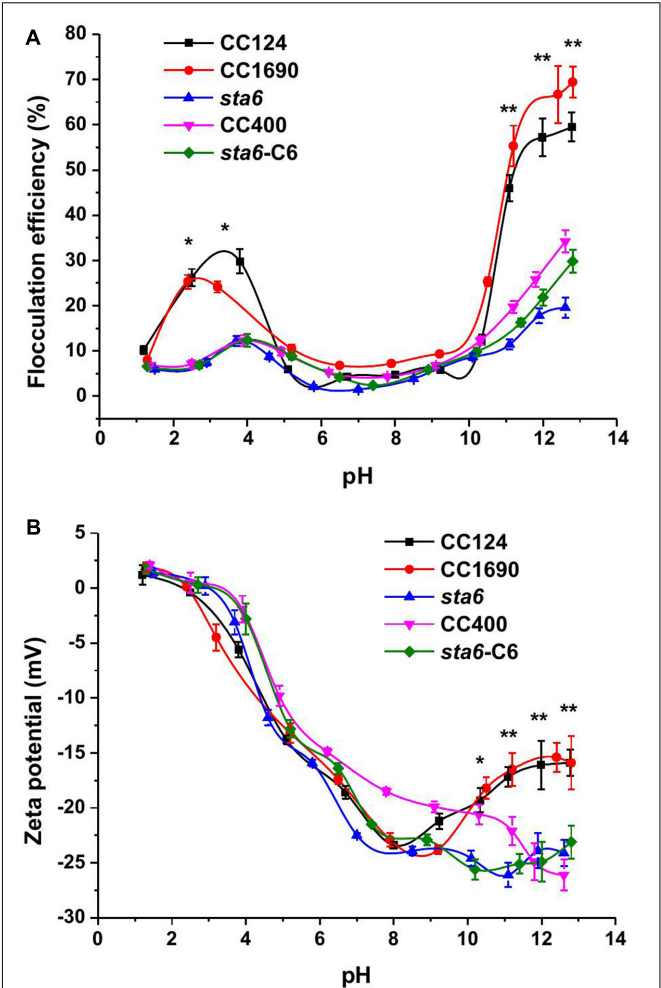 A
80
70
60
50
40
30
20
10
0
Flocculation efficiency (%)
CC124
CC1690
sta6
CC400
sta6-C6
*
*
**
**
**
0
2
4
6
8
10
12
14
pH
B
5
0
-5
-10
-15
-20
-25
-30
Zeta potential (mV)
CC124
CC1690
sta6
CC400
sta6-C6
*
**
**
**
0
2
4
6
8
10
12
14
pH